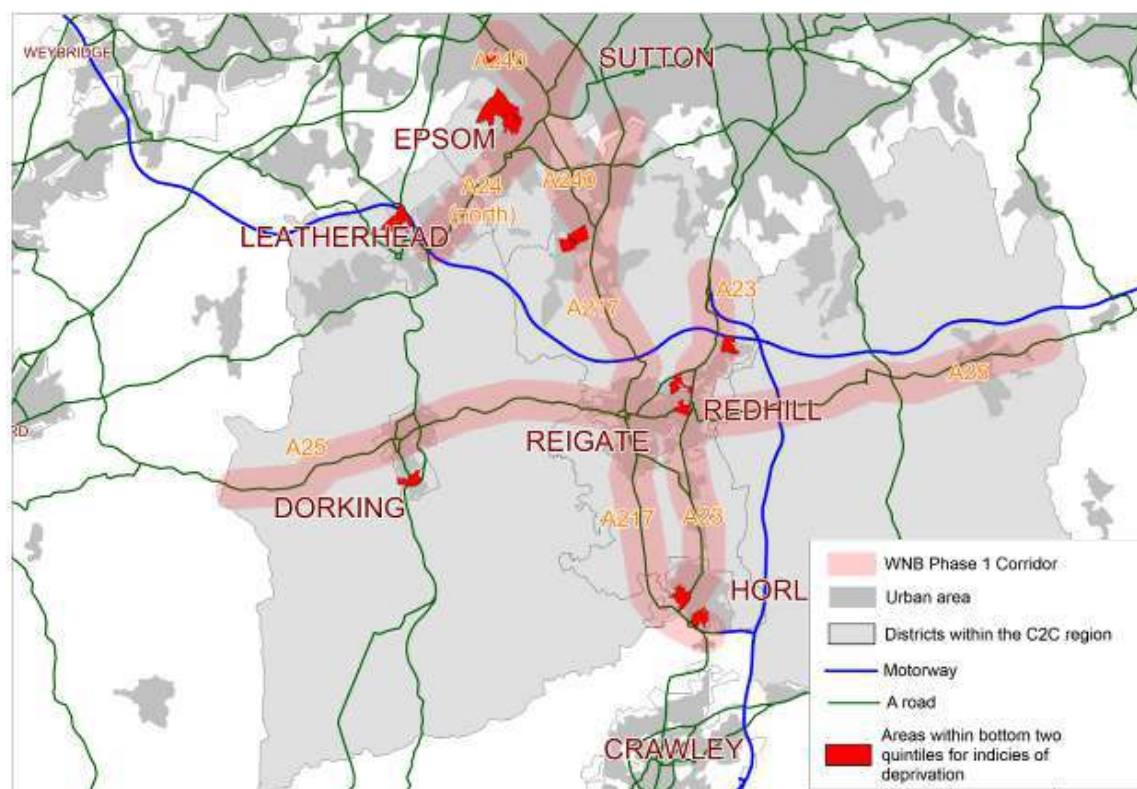 WEYBRIDGE
A240
SUTTON
EPSOM
A24
(north)
A240
LEATHERHEAD
A217
A23
A25
A25
REDHILL
REIGATE
RD
DORKING
A217
A23
HORL
CRAWLEY
WNB Phase 1 Corridor
Urban area
Districts within the C2C region
Motorway
A road
Areas within bottom two
quintiles for indicies of
deprivation